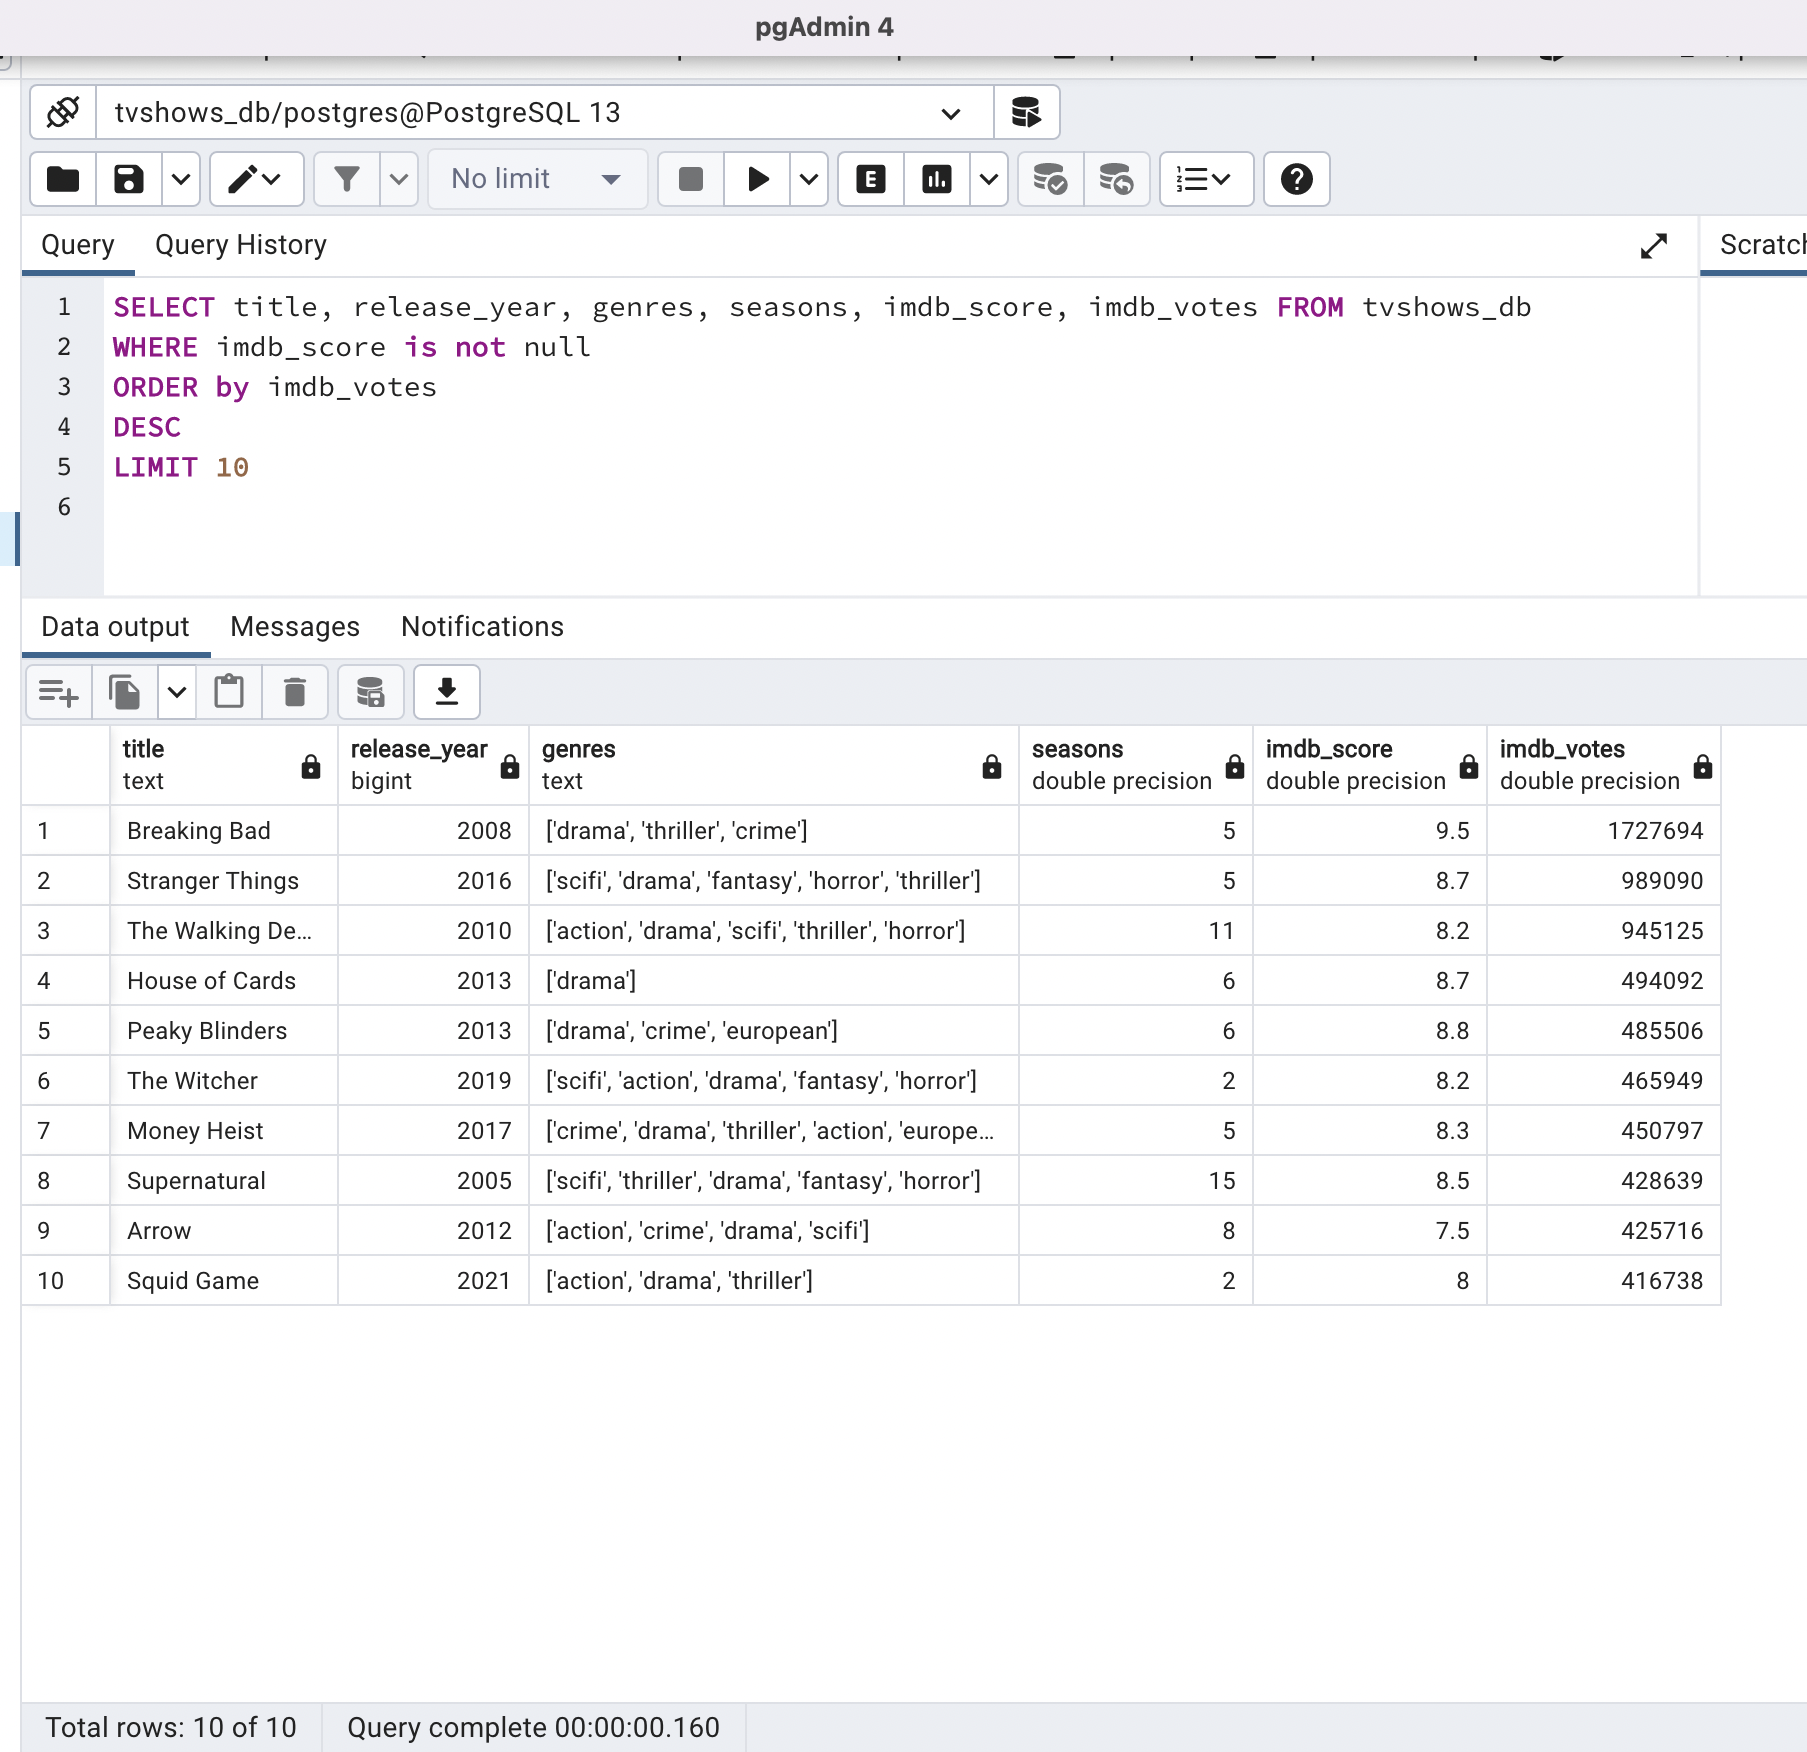 pgAdmin 4
tvshows_db/postgres@PostgreSQL 13
No limit
E
Query Query History
Scratch
1 SELECT title, release_year, genres, seasons, imdb_score, imdb_votes FROM tvshows_db
2 WHERE imdb_score is not null
3 ORDER by imdb_votes
4 DESC
5 LIMIT 10
6
Data output Messages Notifications
title release_year genres seasons imdb_score imdb_votes
text bigint text double precision double precision double precision
1 Breaking Bad 2008 ['drama', 'thriller', 'crime'] 5 9.5 1727694
2 Stranger Things 2016 ['scifi', 'drama', 'fantasy', 'horror', 'thriller'] 5 8.7 989090
3 The Walking De... 2010 ['action', 'drama', 'scifi', 'thriller', 'horror'] 11 8.2 945125
4 House of Cards 2013 ['drama'] 6 8.7 494092
5 Peaky Blinders 2013 ['drama', 'crime', 'european'] 6 8.8 485506
6 The Witcher 2019 ['scifi', 'action', 'drama', 'fantasy', 'horror'] 2 8.2 465949
7 Money Heist 2017 ['crime', 'drama', 'thriller', 'action', 'europe... 5 8.3 450797
8 Supernatural 2005 ['scifi', 'thriller', 'drama', 'fantasy', 'horror'] 15 8.5 428639
9 Arrow 2012 ['action', 'crime', 'drama', 'scifi'] 8 7.5 425716
10 Squid Game 2021 ['action', 'drama', 'thriller'] 2 8 416738
Total rows: 10 of 10 Query complete 00:00:00.160